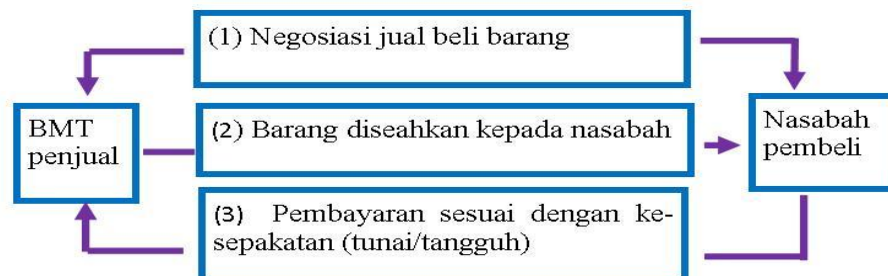 (1) Negosiasi jual beli barang
BMT
penjual
(2) Barang diseahkan kepada nasabah
Nasabah
pembeli
(3) Pembayaran sesuai dengan ke-
sepakatan (tunai/tangguh)